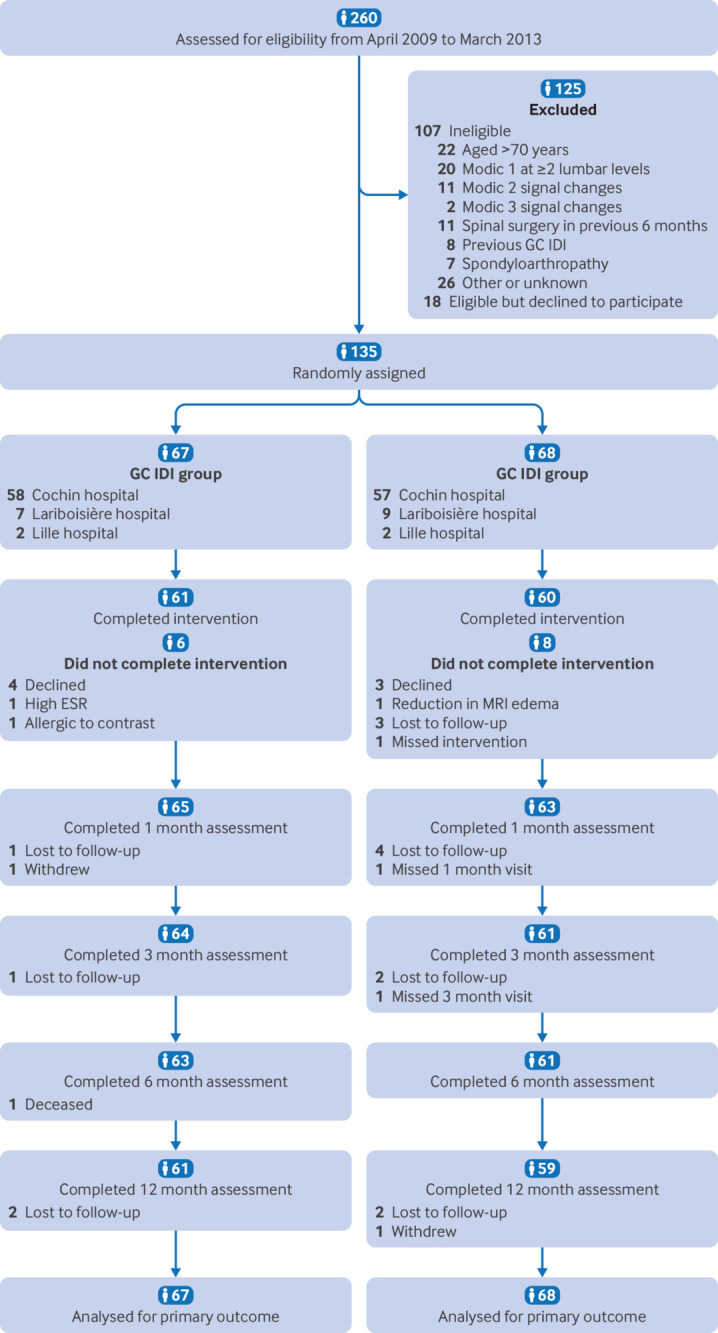 260
Assessed for eligibility from April 2009 to March 2013
125
Excluded
107 Ineligible
22 Aged >70 years
20 Modic 1 at ≥2 lumbar levels
11 Modic 2 signal changes
2 Modic 3 signal changes
11 Spinal surgery in previous 6 months
8 Previous GC IDI
7 Spondyloarthropathy
26 Other or unknown
18 Eligible but declined to participate
135
Randomly assigned
67
GC IDI group
58 Cochin hospital
7 Lariboisière hospital
2 Lille hospital
68
GC IDI group
57 Cochin hospital
9 Lariboisière hospital
2 Lille hospital
61
Completed intervention
6
Did not complete intervention
4 Declined
1 High ESR
1 Allergic to contrast
60
Completed intervention
8
Did not complete intervention
3 Declined
1 Reduction in MRI edema
3 Lost to follow-up
1 Missed intervention
65
Completed 1 month assessment
1 Lost to follow-up
1 Withdrew
63
Completed 1 month assessment
4 Lost to follow-up
1 Missed 1 month visit
64
Completed 3 month assessment
1 Lost to follow-up
61
Completed 3 month assessment
2 Lost to follow-up
1 Missed 3 month visit
63
Completed 6 month assessment
1 Deceased
61
Completed 6 month assessment
61
Completed 12 month assessment
2 Lost to follow-up
59
Completed 12 month assessment
2 Lost to follow-up
1 Withdrew
67
Analysed for primary outcome
68
Analysed for primary outcome